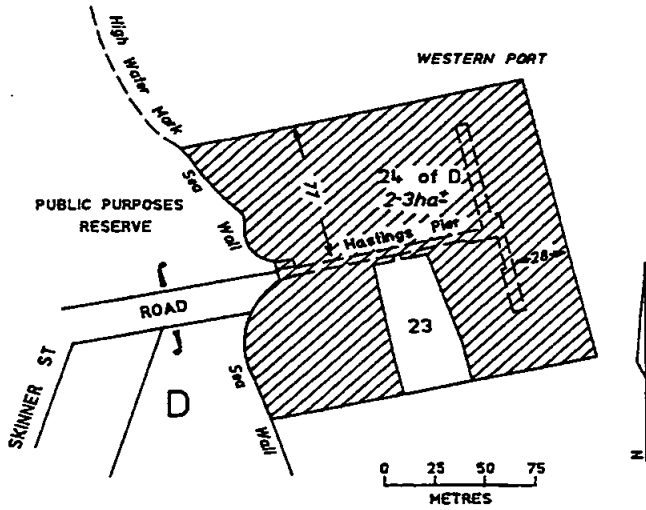 High Water Mark
WESTERN PORT
Sea
Wall
77
24 of D
2·3ha±
PUBLIC PURPOSES
RESERVE
Hastings Pier
28
ROAD
23
SKINNER ST
D
Sea
Wall
0 25 50 75
METRES
N